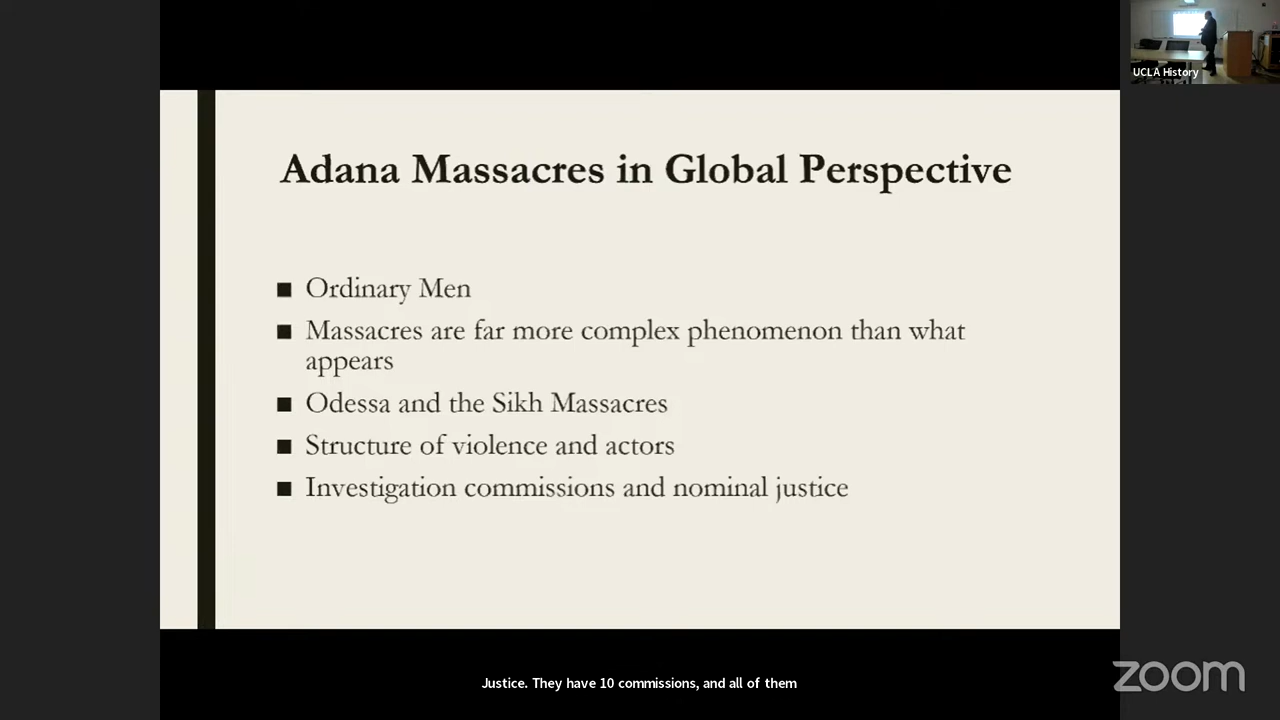 UCLA History
Adana Massacres in Global Perspective
■ Ordinary Men
■ Massacres are far more complex phenomenon than what
appears
■ Odessa and the Sikh Massacres
■ Structure of violence and actors
■ Investigation commissions and nominal justice
Justice. They have 10 commissions, and all of them
zoom